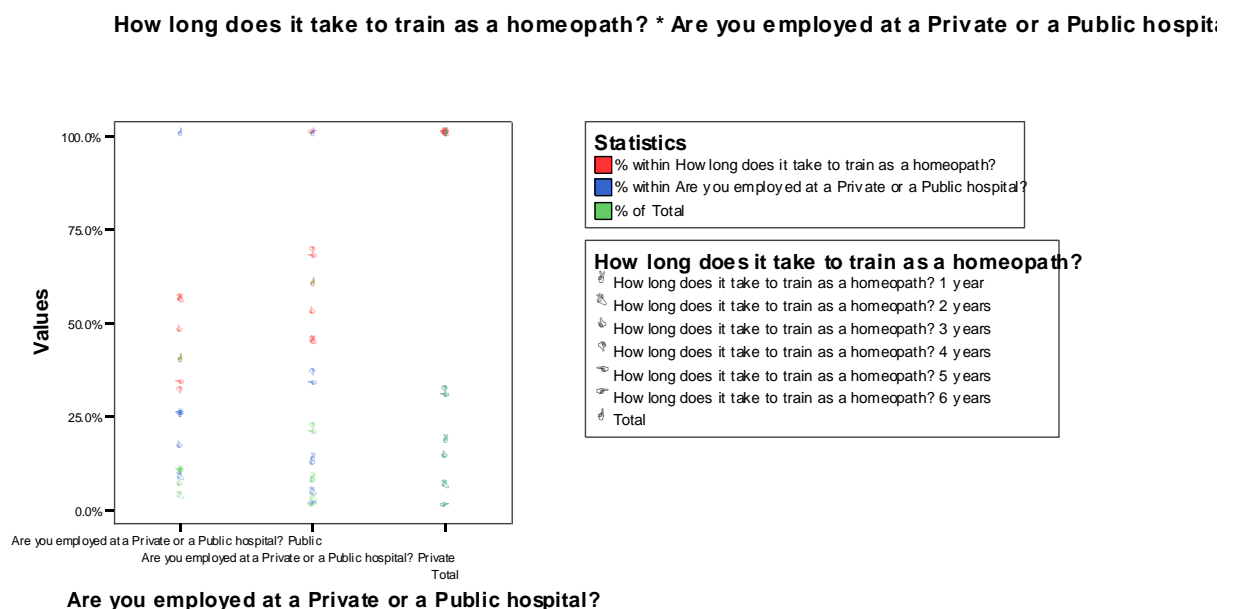 How long does it take to train as a homeopath? * Are you employed at a Private or a Public
100.0%
75.0%
50.0%
25.0%
0.0%
Values
Are you employed at a Private or a Public hospital? Public
Are you employed at a Private or a Public hospital? Private
Total
Are you employed at a Private or a Public hospital?
Statistics
% within How long does it take to train as a homeopath?
% within Are you employed at a Private or a Public hospital?
% of Total
How long does it take to train as a homeopath?
How long does it take to train as a homeopath? 1 year
How long does it take to train as a homeopath? 2 years
How long does it take to train as a homeopath? 3 years
How long does it take to train as a homeopath? 4 years
How long does it take to train as a homeopath? 5 years
How long does it take to train as a homeopath? 6 years
Total